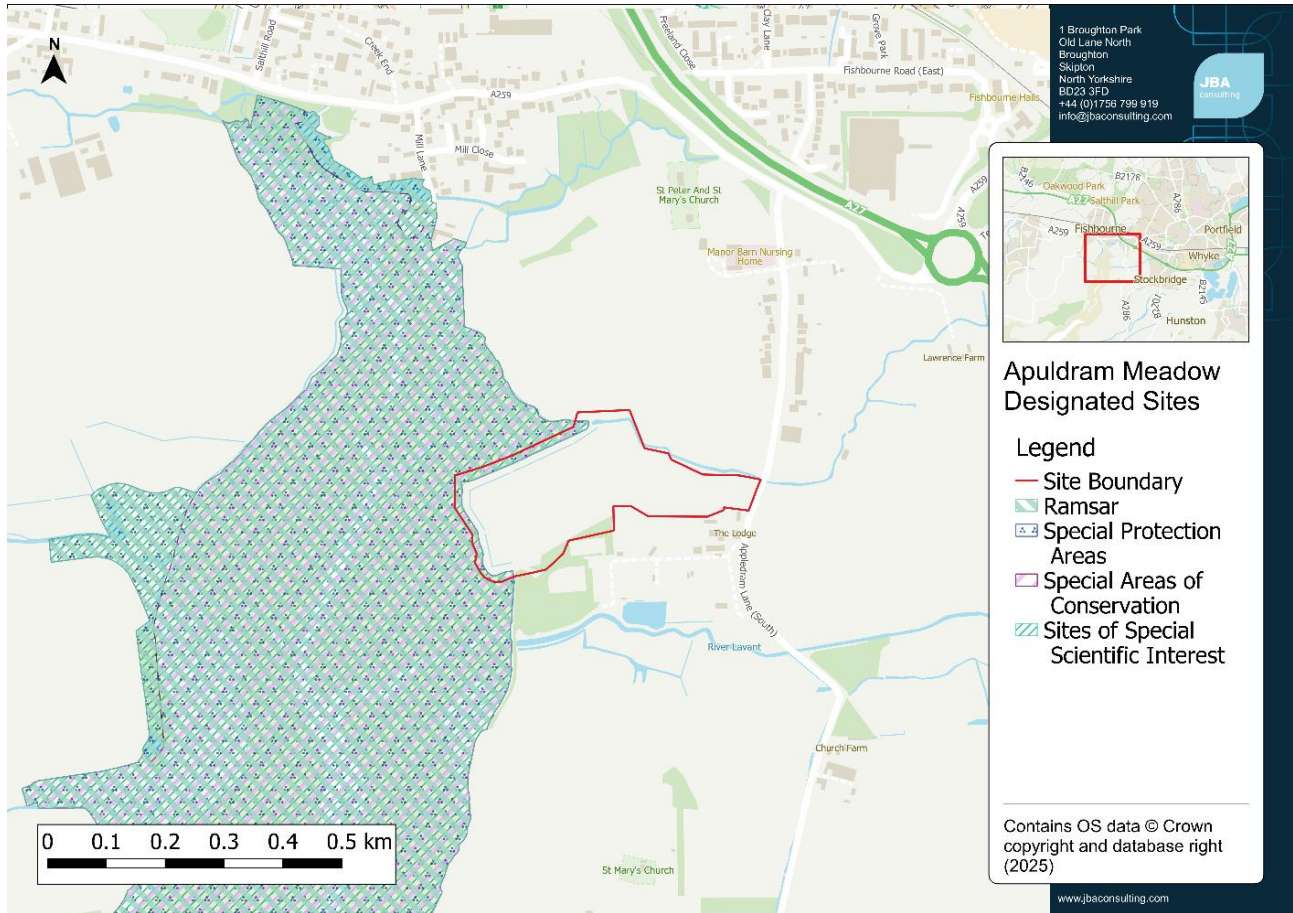 N
Salthill Road
Creek End
A259
Mill Lane
Mill Close
Freeland Close
Clay Lane
Grove Park
Fishbourne Road (East)
Fishbourne Halls
A259
A259
St Peter And St
Mary's Church
A27
Manor Barn Nursing
Home
Lawrence Farm
The Lodge
Appledram Lane (South)
River Lavant
Church Farm
St Mary's Church
0 0.1 0.2 0.3 0.4 0.5 km
1 Broughton Park
Old Lane North
Broughton
Skipton
North Yorkshire
BD23 3FD
+44 (0)1756 799 919
info@jbaconsulting.com
JBA
consulting
B2146
Oakwood Park
B2178
A27
Salthill Park
A286
A259
Fishbourne
Portfield
A259
Whyke
A27
Stockbridge
B2145
A286
B2201
Hunston
Apuldram Meadow
Designated Sites
Legend
Site Boundary
Ramsar
Special Protection
Areas
Special Areas of
Conservation
Sites of Special
Scientific Interest
Contains OS data © Crown
copyright and database right
(2025)
www.jbaconsulting.com